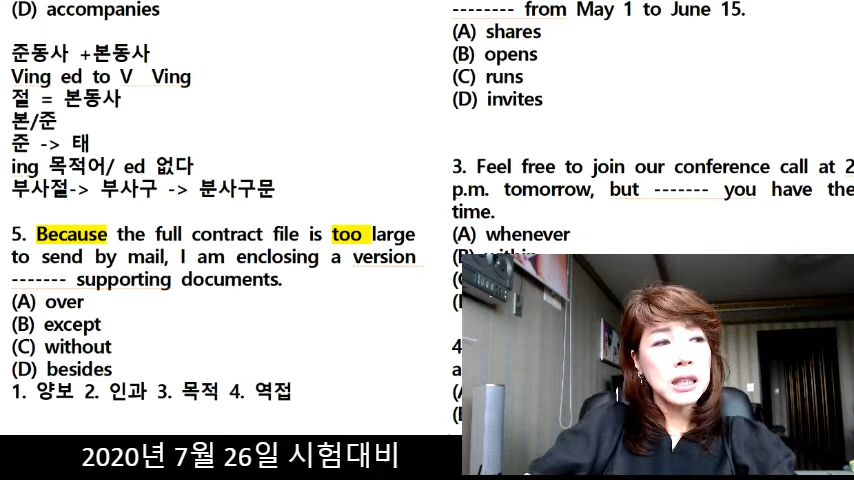 (D) accompanies
준동사 +본동사
Ving ed to V Ving
절 = 본동사
본/준
준 -> 태
ing 목적어/ ed 없다
부사절-> 부사구 -> 분사구문
5. Because the full contract file is too large
to send by mail, I am enclosing a version
------- supporting documents.
(A) over
(B) except
(C) without
(D) besides
1. 양보 2. 인과 3. 목적 4. 역접
-------- from May 1 to June 15.
(A) shares
(B) opens
(C) runs
(D) invites
3. Feel free to join our conference call at 2
p.m. tomorrow, but ------- you have the
time.
(A) whenever
(B)
4
2020년 7월 26일 시험대비